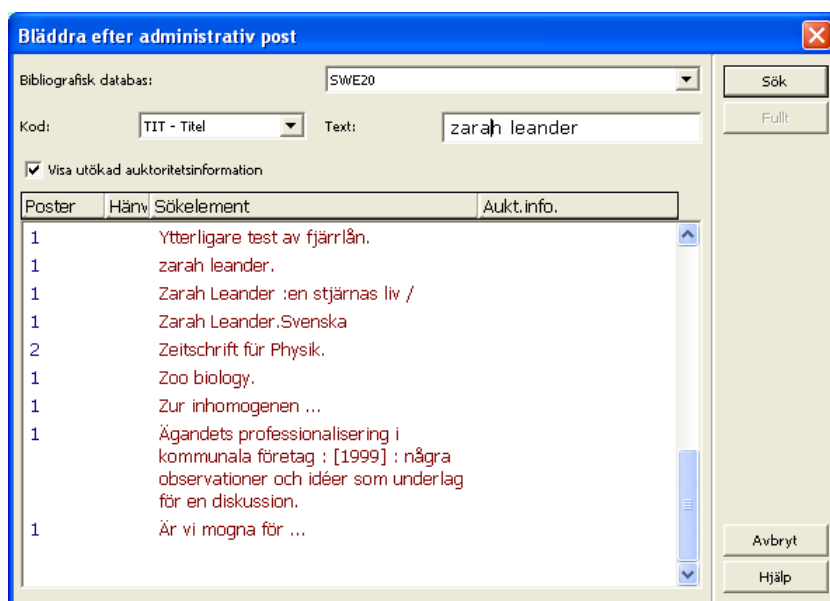 Bläddra efter administrativ post
Bibliografisk databas: SWE20 Sök
Kod: TIT - Titel Text: zarah leander Fullt
Visa utökad auktoritetsinformation
Poster Hänv Sökelement Aukt.info.
1 Ytterligare test av fjärrlån.
1 zarah leander.
1 Zarah Leander :en stjärnas liv /
1 Zarah Leander.Svenska
2 Zeitschrift für Physik.
1 Zoo biology.
1 Zur inhomogenen ...
1 Ägandets professionalisering i
kommunala företag : [1999] : några
observationer och idéer som underlag
för en diskussion.
1 Är vi mogna för ...
Avbryt
Hjälp